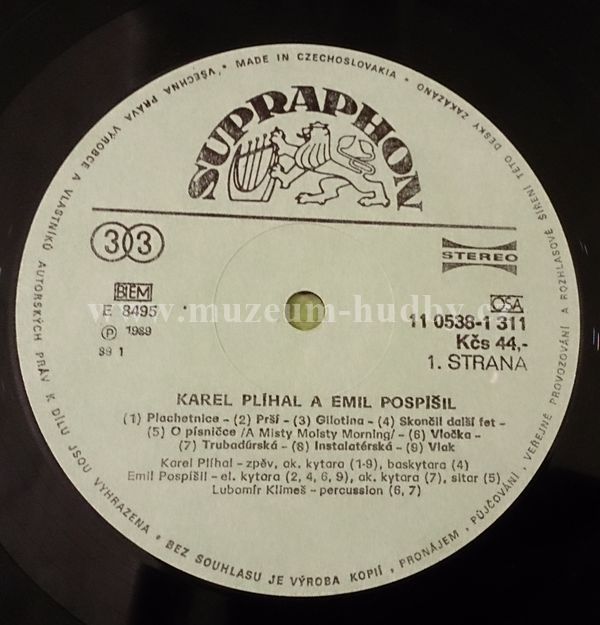 MADE IN CZECHOSLOVAKIA • ZAKÁZÁNO
VŠECHNA PRÁVA VÝROBCE A VLASTNÍKŮ AUTORSKÝCH PRÁV K DÍLU JSOU VYHRAZENA • BEZ SOUHLASU JE VÝROBA KOPIÍ, PRONÁJEM, PŮJČOVÁNÍ, VEŘEJNÉ PROVOZOVÁNÍ A ROZHLASOVÉ ŠÍŘENÍ TÉTO DESKY
SUPRAPHON
33
STEREO
BIEM
E 8495
OSA
11 0538-1 311
Ⓟ 1989
Kčs 44,-
89 1
1. STRANA
www.muzeum-hudby.
KAREL PLÍHAL A EMIL POSPÍŠIL
(1) Plachetnice – (2) Prší – (3) Gilotina – (4) Skončil další fet –
(5) O písničce /A Misty Moisty Morning/ – (6) Vločka –
(7) Trubadúrská – (8) Instalatérská – (9) Vlak
Karel Plíhal – zpěv, ak. kytara (1-9), baskytara (4)
Emil Pospíšil – el. kytara (2, 4, 6, 9), ak. kytara (7), sitar (5)
Lubomír Klimeš – percussion (6, 7)